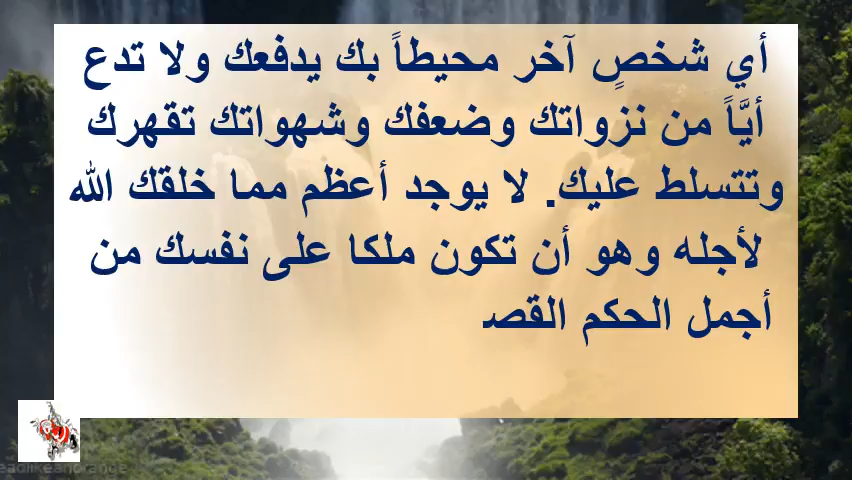 أي شخصٍ آخر محيطاً بك يدفعك ولا تدع
أيَّاً من نزواتك وضعفك وشهواتك تقهرك
وتتسلط عليك. لا يوجد أعظم مما خلقك الله
لأجله وهو أن تكون ملكا على نفسك من
أجمل الحكم القصد